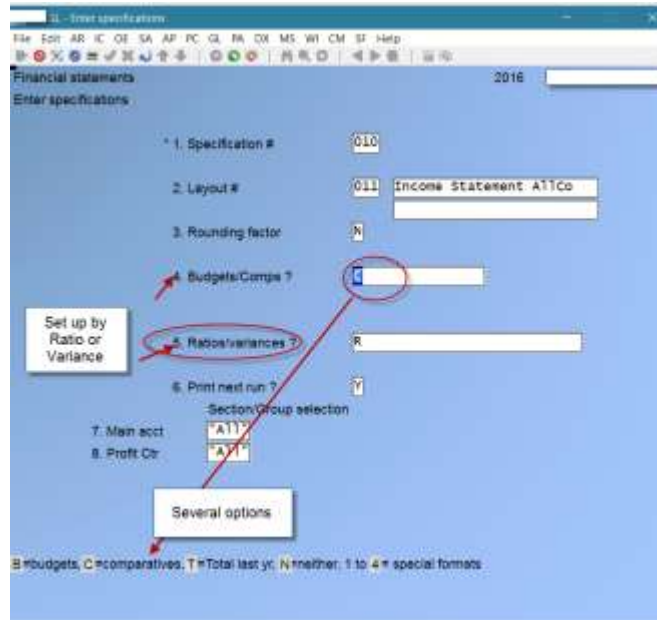 - Enter specifications
File Edit AR IC OE SA AP PC GL PA DX MS WI CM SF Help
Financial statements 2016
Enter specifications
* 1. Specification # 010
2. Layout # 011 Income Statement AllCo
3. Rounding factor N
4. Budgets/Comps ? C
Set up by
Ratio or
Variance
5. Ratios/variances ? R
6. Print next run ? Y
Section/Group selection
7. Main acct "All"
8. Profit Ctr "All"
Several options
B=budgets, C=comparatives, T=Total last yr, N=neither, 1 to 4= special formats